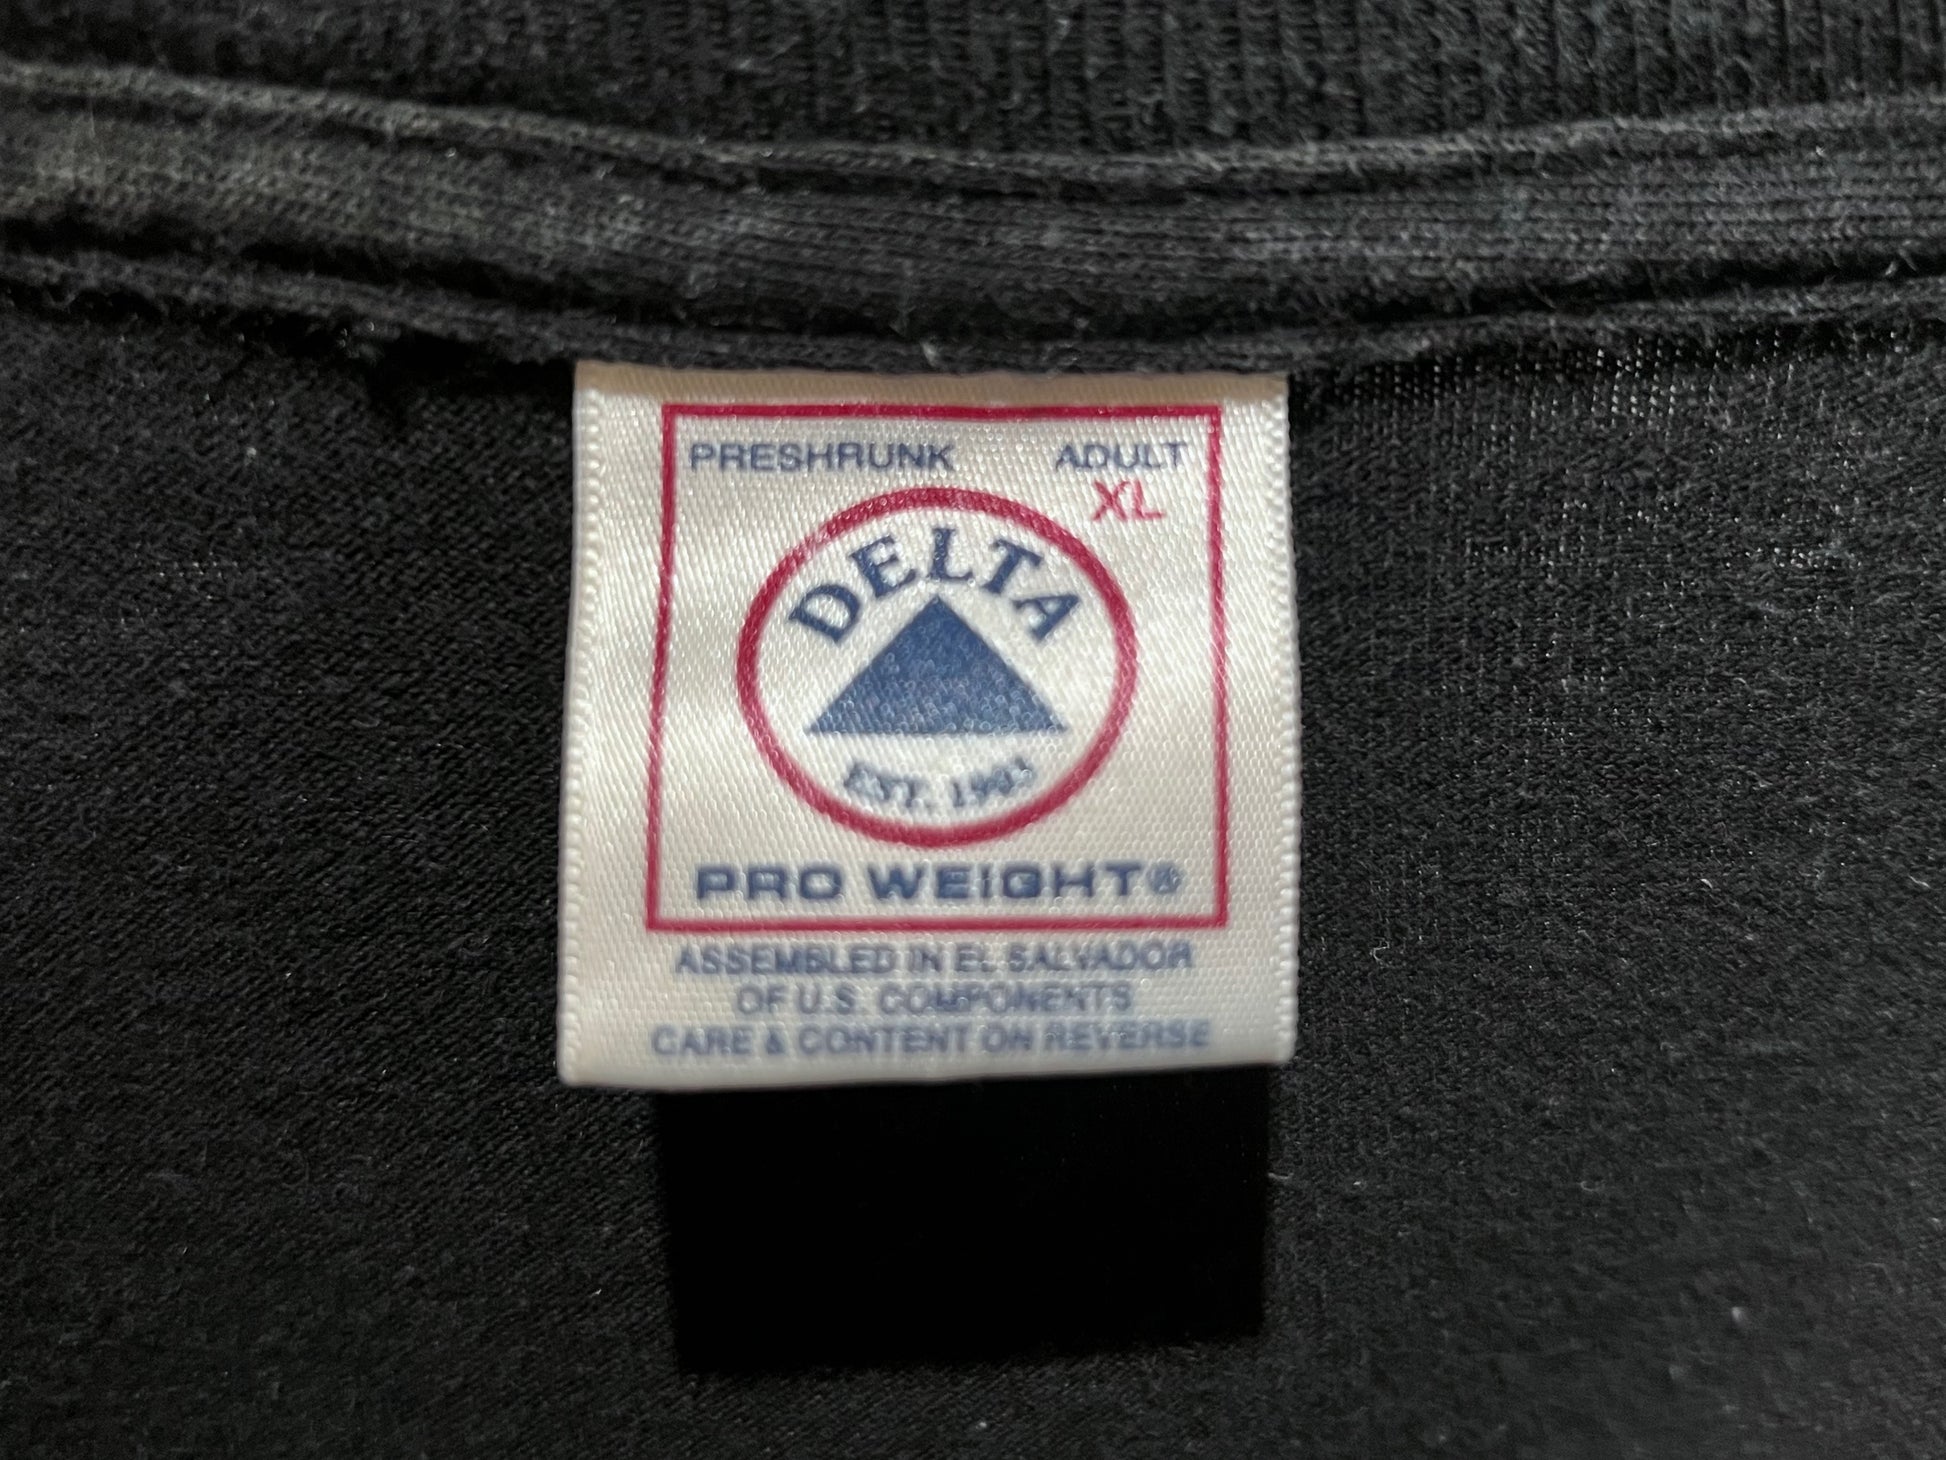 PRESHRUNK ADULT
XL
DELTA
EST. 1903
PRO WEIGHT®
ASSEMBLED IN EL SALVADOR
OF U.S. COMPONENTS
CARE & CONTENT ON REVERSE